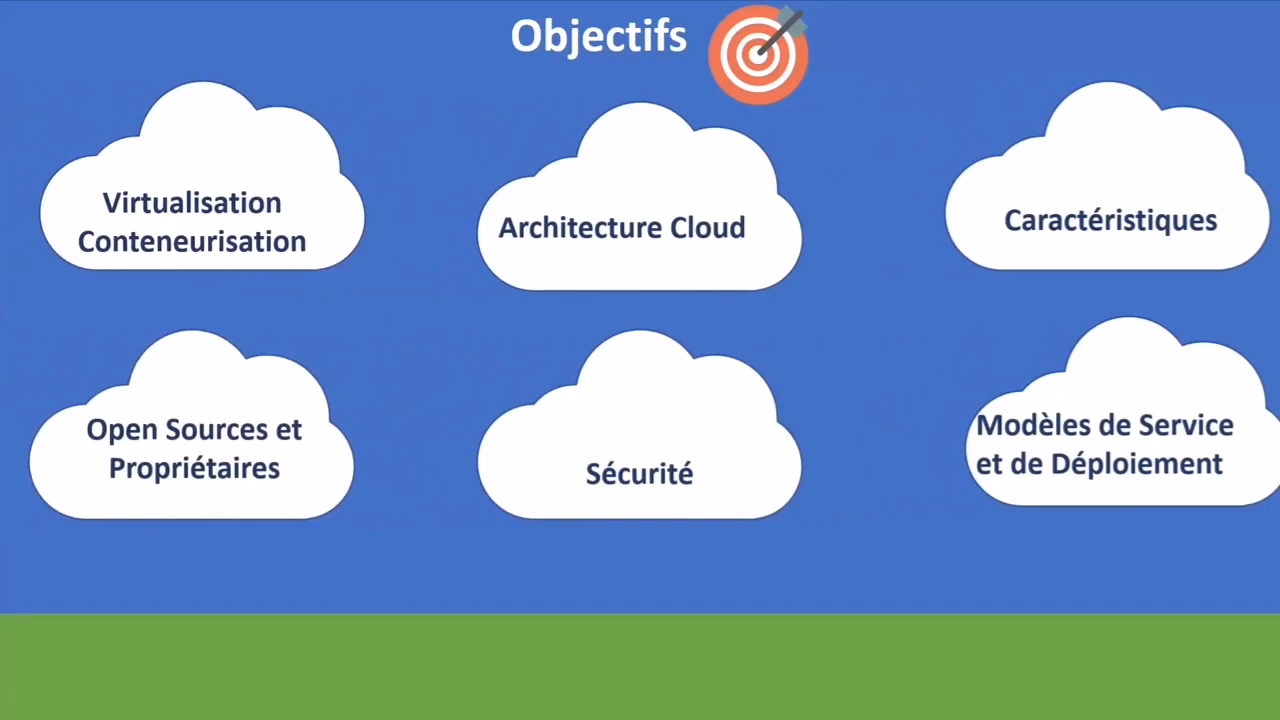 Objectifs
Virtualisation
Conteneurisation
Architecture Cloud
Caractéristiques
Open Sources et
Propriétaires
Sécurité
Modèles de Service
et de Déploiement